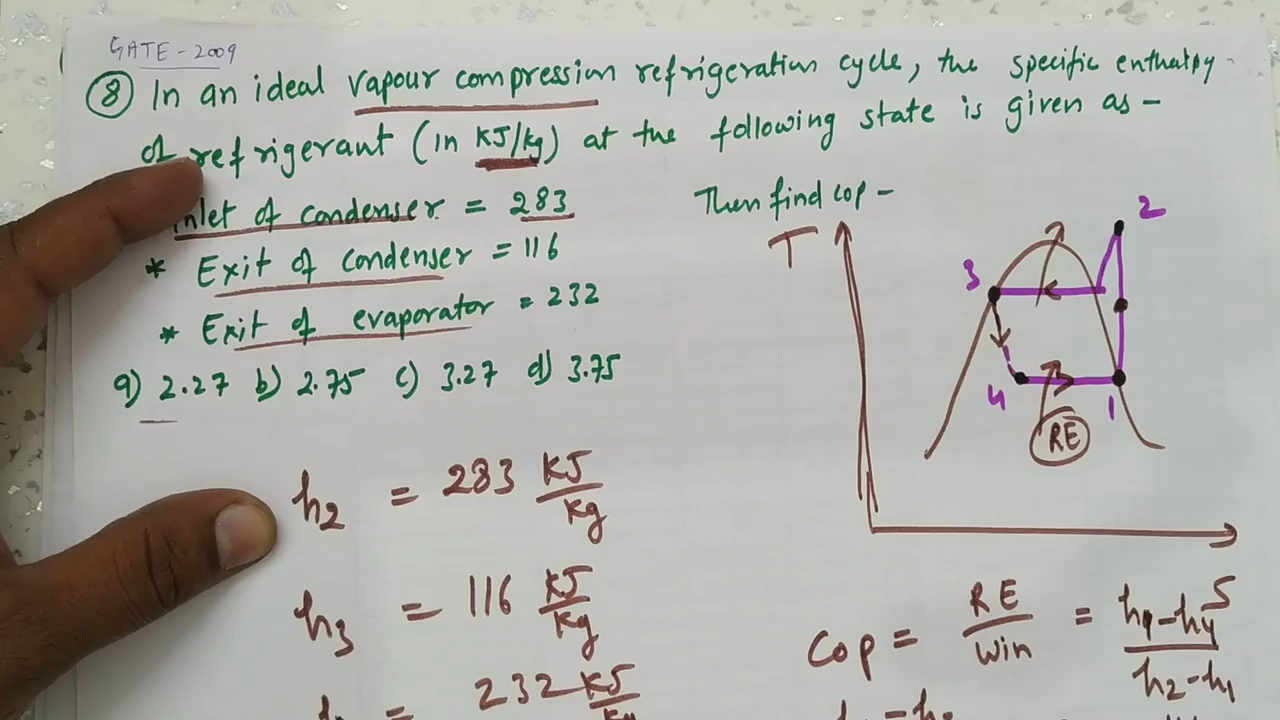 GATE - 2009
⑧ In an ideal vapour compression refrigeration cycle, the specific enthalpy
of refrigerant (in KJ/kg) at the following state is given as -
Inlet of condenser = 283
* Exit of condenser = 116
* Exit of evaporator = 232
a) 2.27 b) 2.75 c) 3.27 d) 3.75
Then find cop -
T
2
3
4
1
RE
S
h2 = 283 KJ/kg
h3 = 116 KJ/kg
232 KJ/kg
Cop = RE/Win = h1-h4/h2-h1